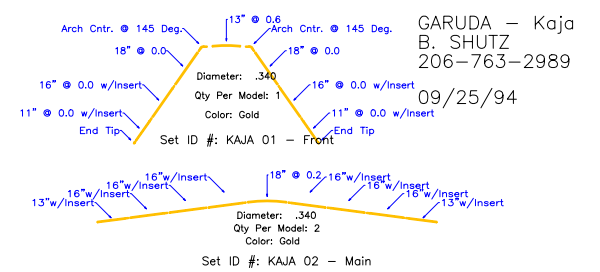 GARUDA - Kaja
B. SHUTZ
206-763-2989
09/25/94
13" @ 0.6
Arch Cntr. @ 145 Deg.
Arch Cntr. @ 145 Deg.
18" @ 0.0
18" @ 0.0
Diameter: .340
16" @ 0.0 w/Insert
16" @ 0.0 w/Insert
Qty Per Model: 1
11" @ 0.0 w/Insert
Color: Gold
11" @ 0.0 w/Insert
End Tip
End Tip
Set ID #: KAJA 01 - Front
18" @ 0.2
16"w/Insert
16"w/Insert
16"w/Insert
16"w/Insert
16"w/Insert
16"w/Insert
13"w/Insert
13"w/Insert
Diameter: .340
Qty Per Model: 2
Color: Gold
Set ID #: KAJA 02 - Main